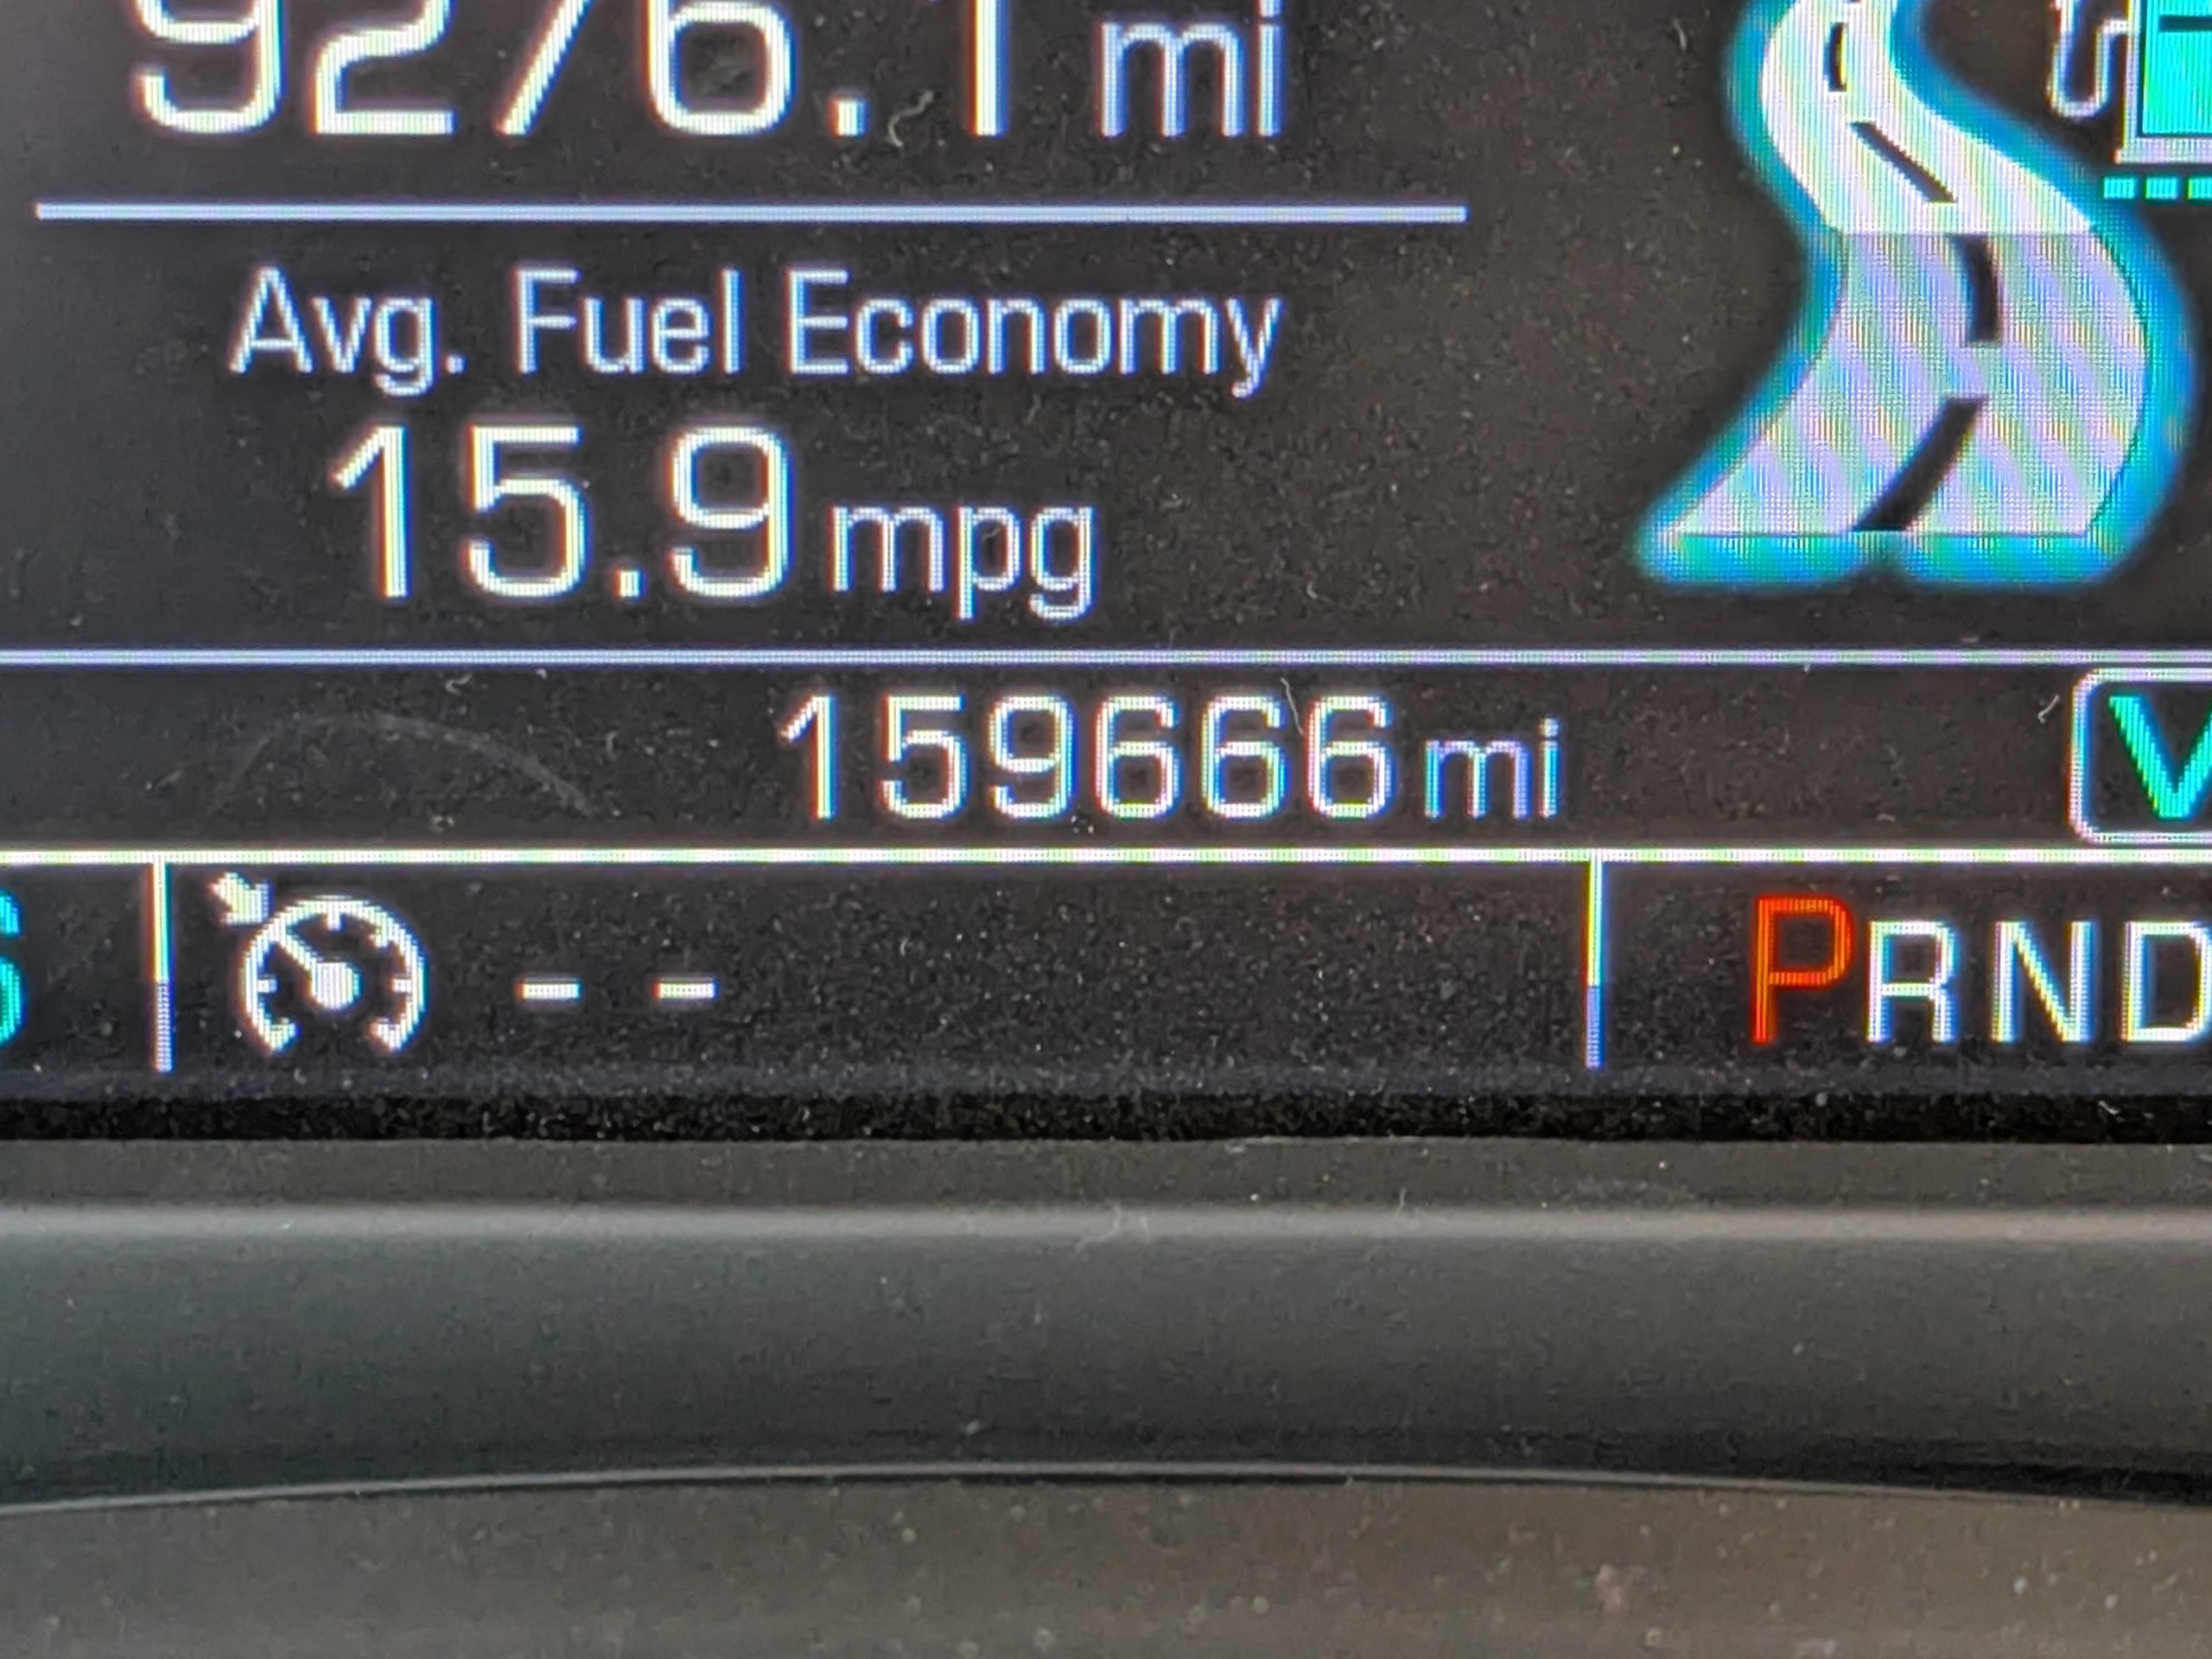 9276.1 mi
Avg. Fuel Economy
15.9 mpg
159666 mi
V
- -
PRND